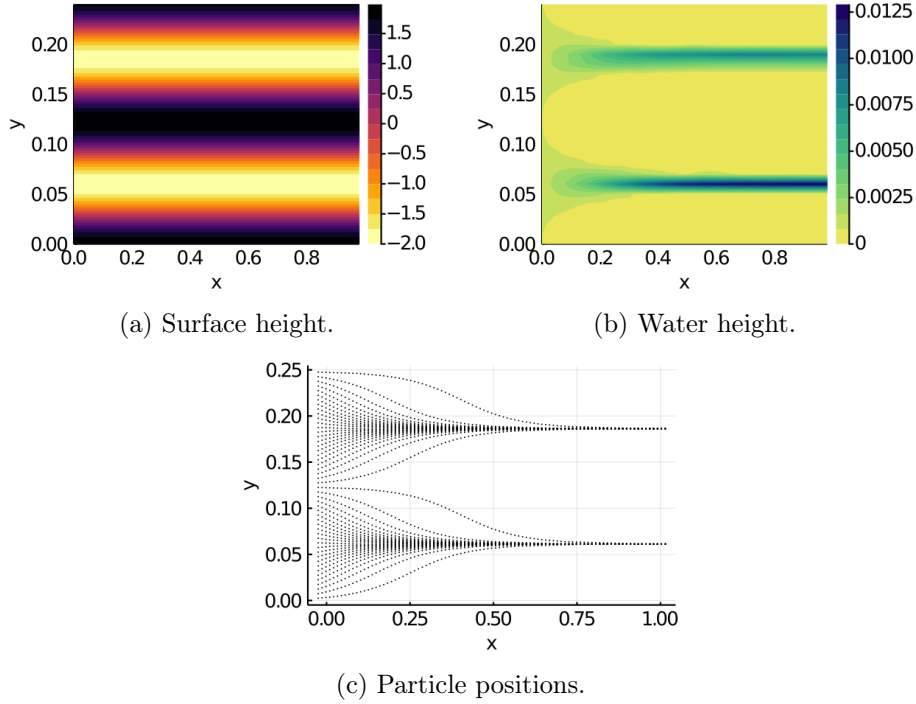 0.20
0.15
0.10
0.05
0.00
y
0.0 0.2 0.4 0.6 0.8
x
1.5
1.0
0.5
0
−0.5
−1.0
−1.5
−2.0
(a) Surface height.
0.20
0.15
0.10
0.05
0.00
y
0.0 0.2 0.4 0.6 0.8
x
0.0125
0.0100
0.0075
0.0050
0.0025
0
(b) Water height.
0.25
0.20
0.15
0.10
0.05
0.00
y
0.00 0.25 0.50 0.75 1.00
x
(c) Particle positions.